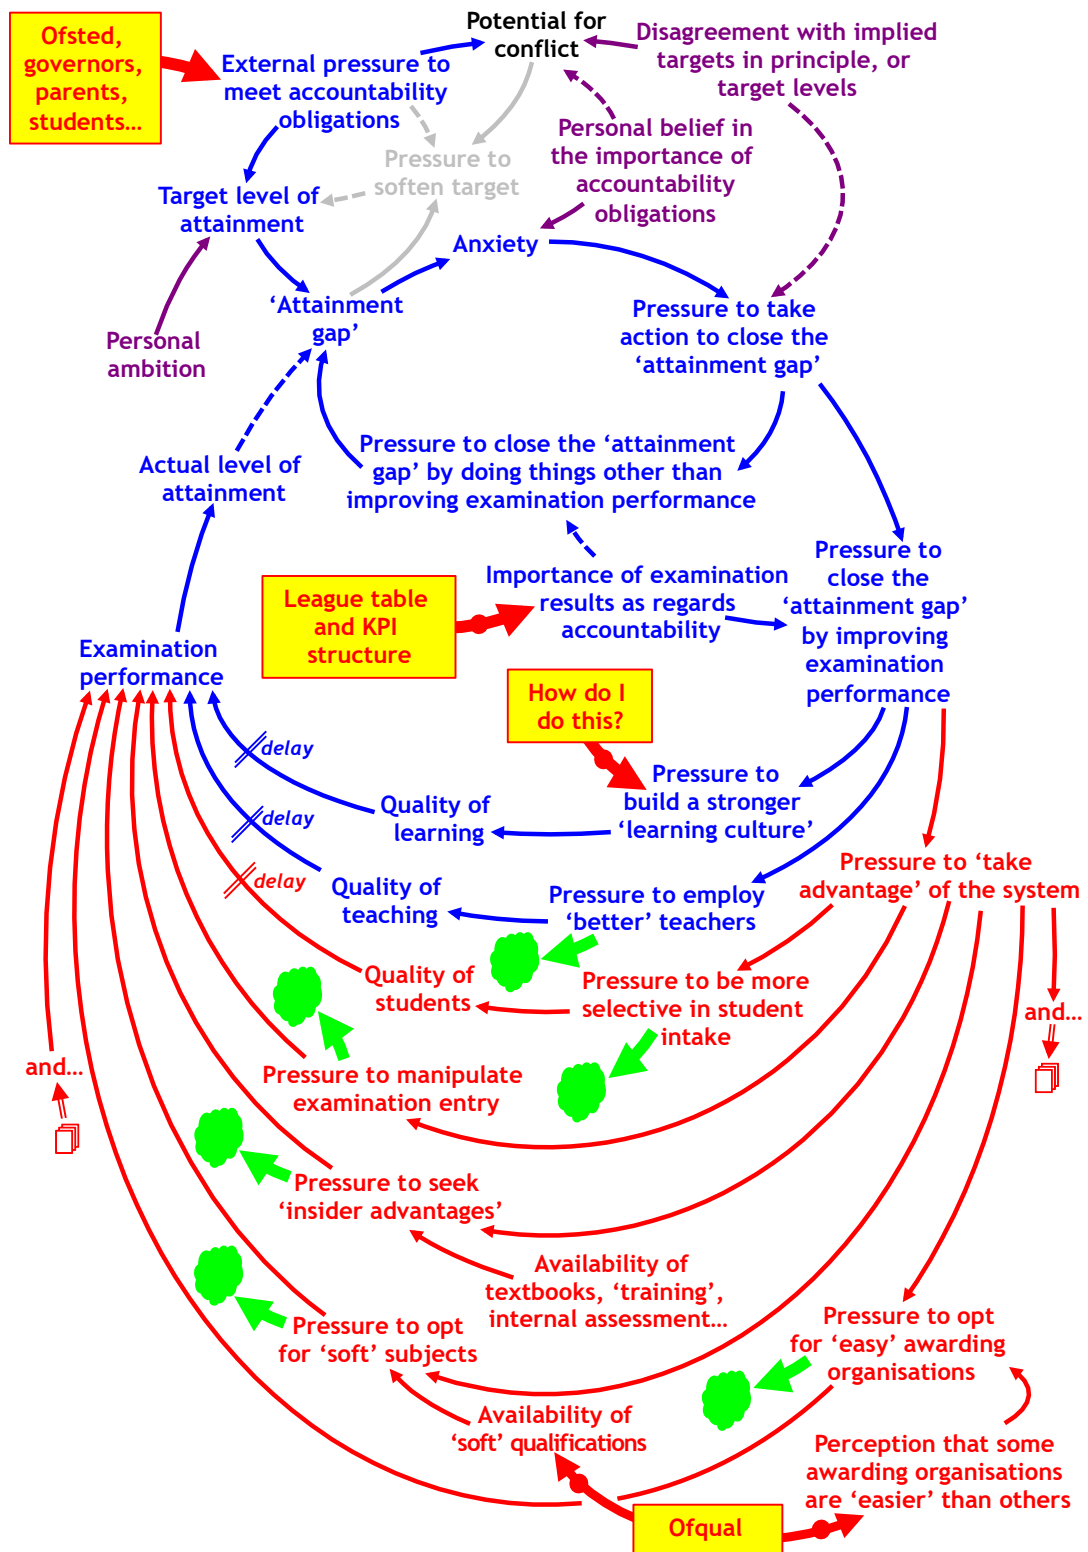 Ofsted,
governors,
parents,
students…
Potential for
conflict
Disagreement with implied
targets in principle, or
target levels
External pressure to
meet accountability
obligations
Personal belief in
the importance of
accountability
obligations
Pressure to
soften target
Target level of
attainment
Anxiety
‘Attainment
gap’
Pressure to take
action to close the
‘attainment gap’
Personal
ambition
Pressure to close the ‘attainment
gap’ by doing things other than
improving examination performance
Actual level of
attainment
Pressure to
close the
‘attainment gap’
by improving
examination
performance
Importance of examination
results as regards
accountability
League table
and KPI
structure
Examination
performance
How do I
do this?
delay
Pressure to
build a stronger
‘learning culture’
Quality of
learning
delay
Pressure to ‘take
advantage’ of the system
delay
Quality of
teaching
Pressure to employ
‘better’ teachers
Quality of
students
Pressure to be more
selective in student
intake
and…
and…
Pressure to manipulate
examination entry
Pressure to seek
‘insider advantages’
Availability of
textbooks, ‘training’,
internal assessment…
Pressure to opt
for ‘soft’ subjects
Pressure to opt
for ‘easy’ awarding
organisations
Availability of
‘soft’ qualifications
Perception that some
awarding organisations
are ‘easier’ than others
Ofqual